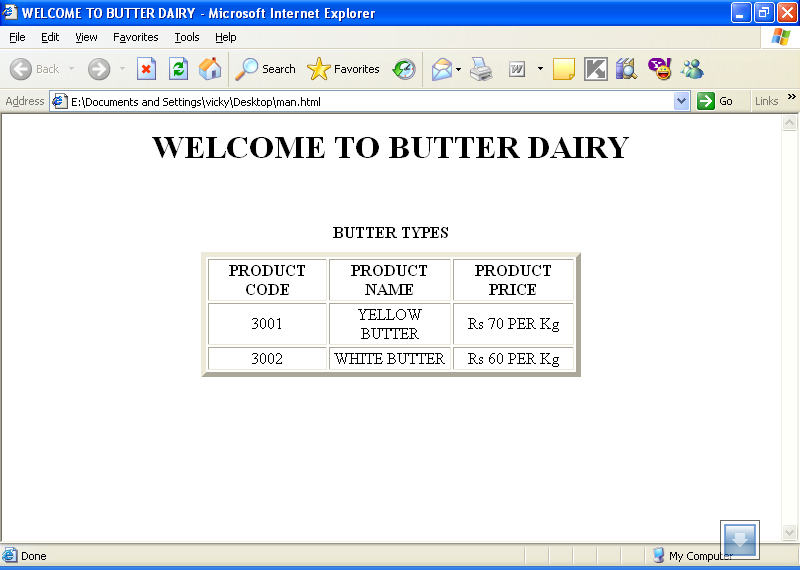 WELCOME TO BUTTER DAIRY - Microsoft Internet Explorer
File Edit View Favorites Tools Help
Back Search Favorites
Address E:\Documents and Settings\vicky\Desktop\man.html Go Links »
WELCOME TO BUTTER DAIRY
BUTTER TYPES
PRODUCT CODE PRODUCT NAME PRODUCT PRICE
3001 YELLOW BUTTER Rs 70 PER Kg
3002 WHITE BUTTER Rs 60 PER Kg
Done My Computer